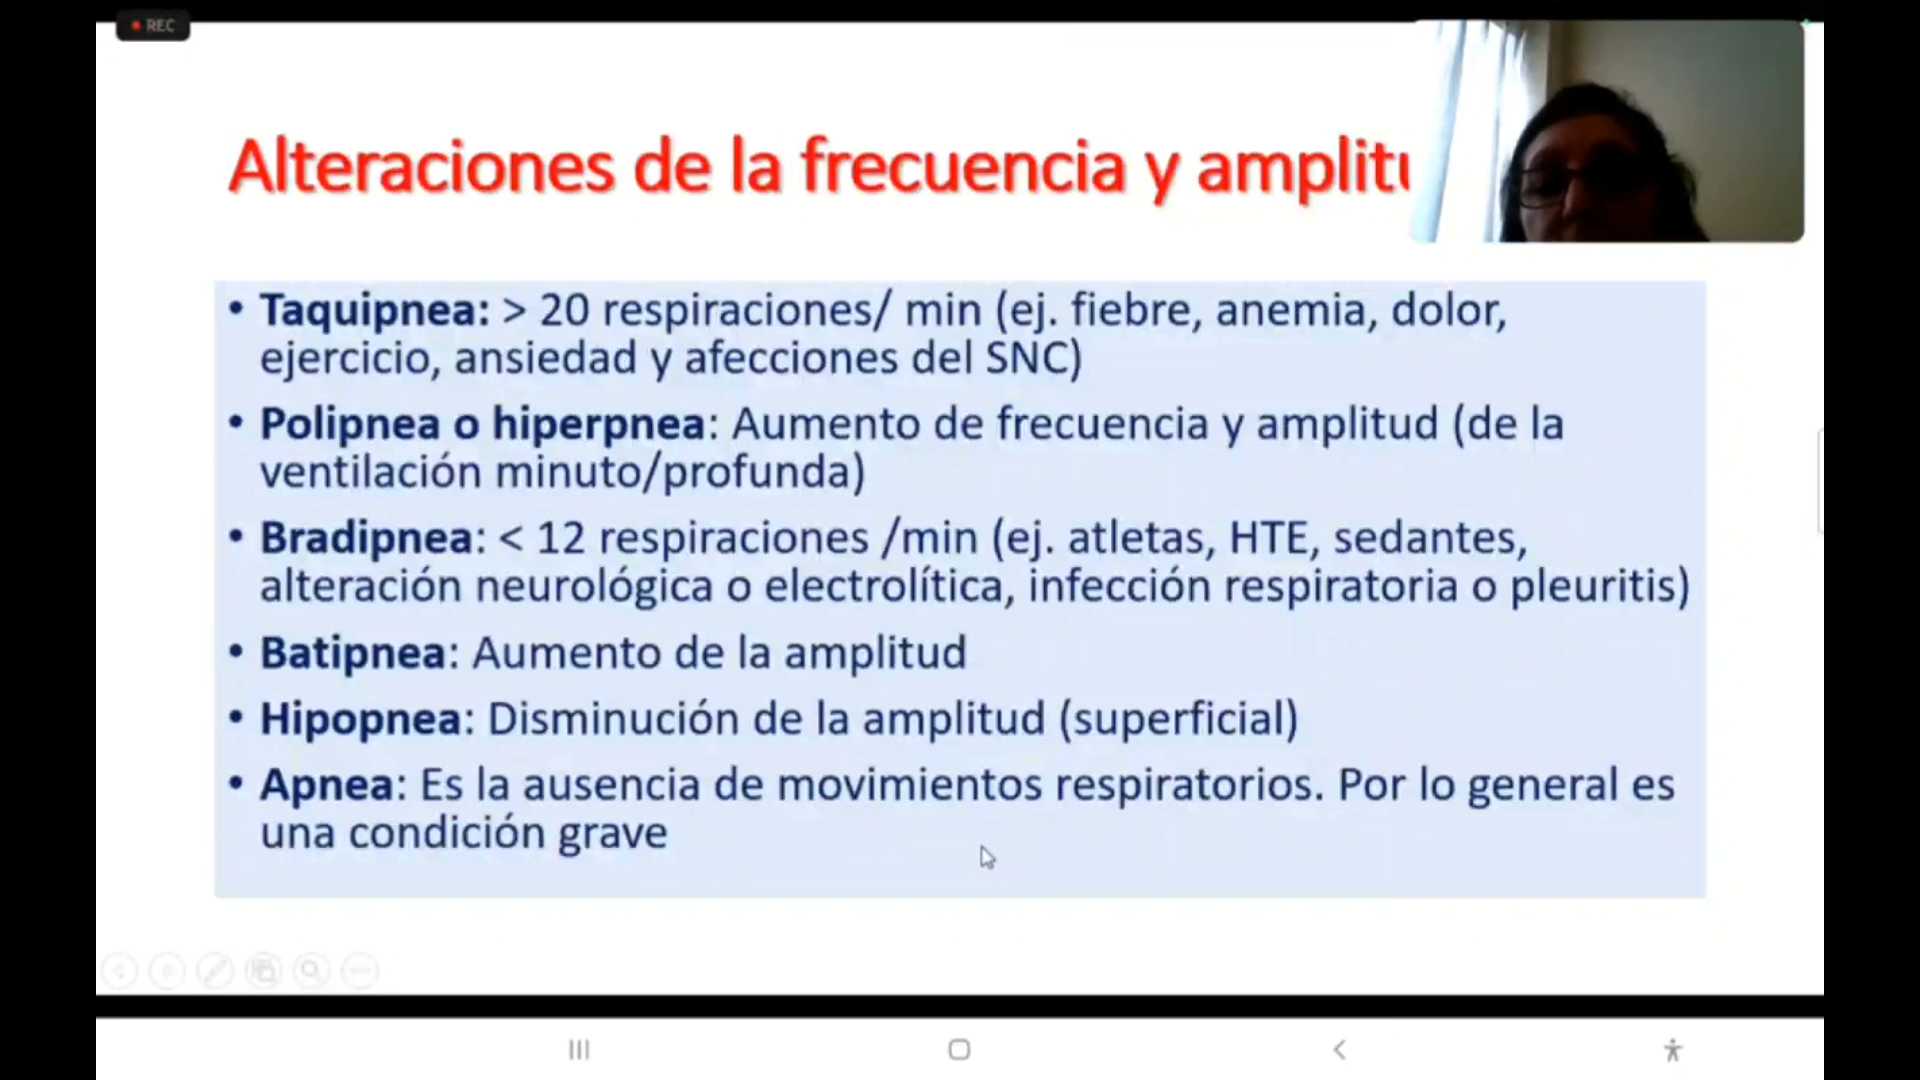 REC
Alteraciones de la frecuencia y amplitu
• Taquipnea: > 20 respiraciones/ min (ej. fiebre, anemia, dolor,
ejercicio, ansiedad y afecciones del SNC)
• Polipnea o hiperpnea: Aumento de frecuencia y amplitud (de la
ventilación minuto/profunda)
• Bradipnea: < 12 respiraciones /min (ej. atletas, HTE, sedantes,
alteración neurológica o electrolítica, infección respiratoria o pleuritis)
• Batipnea: Aumento de la amplitud
• Hipopnea: Disminución de la amplitud (superficial)
• Apnea: Es la ausencia de movimientos respiratorios. Por lo general es
una condición grave